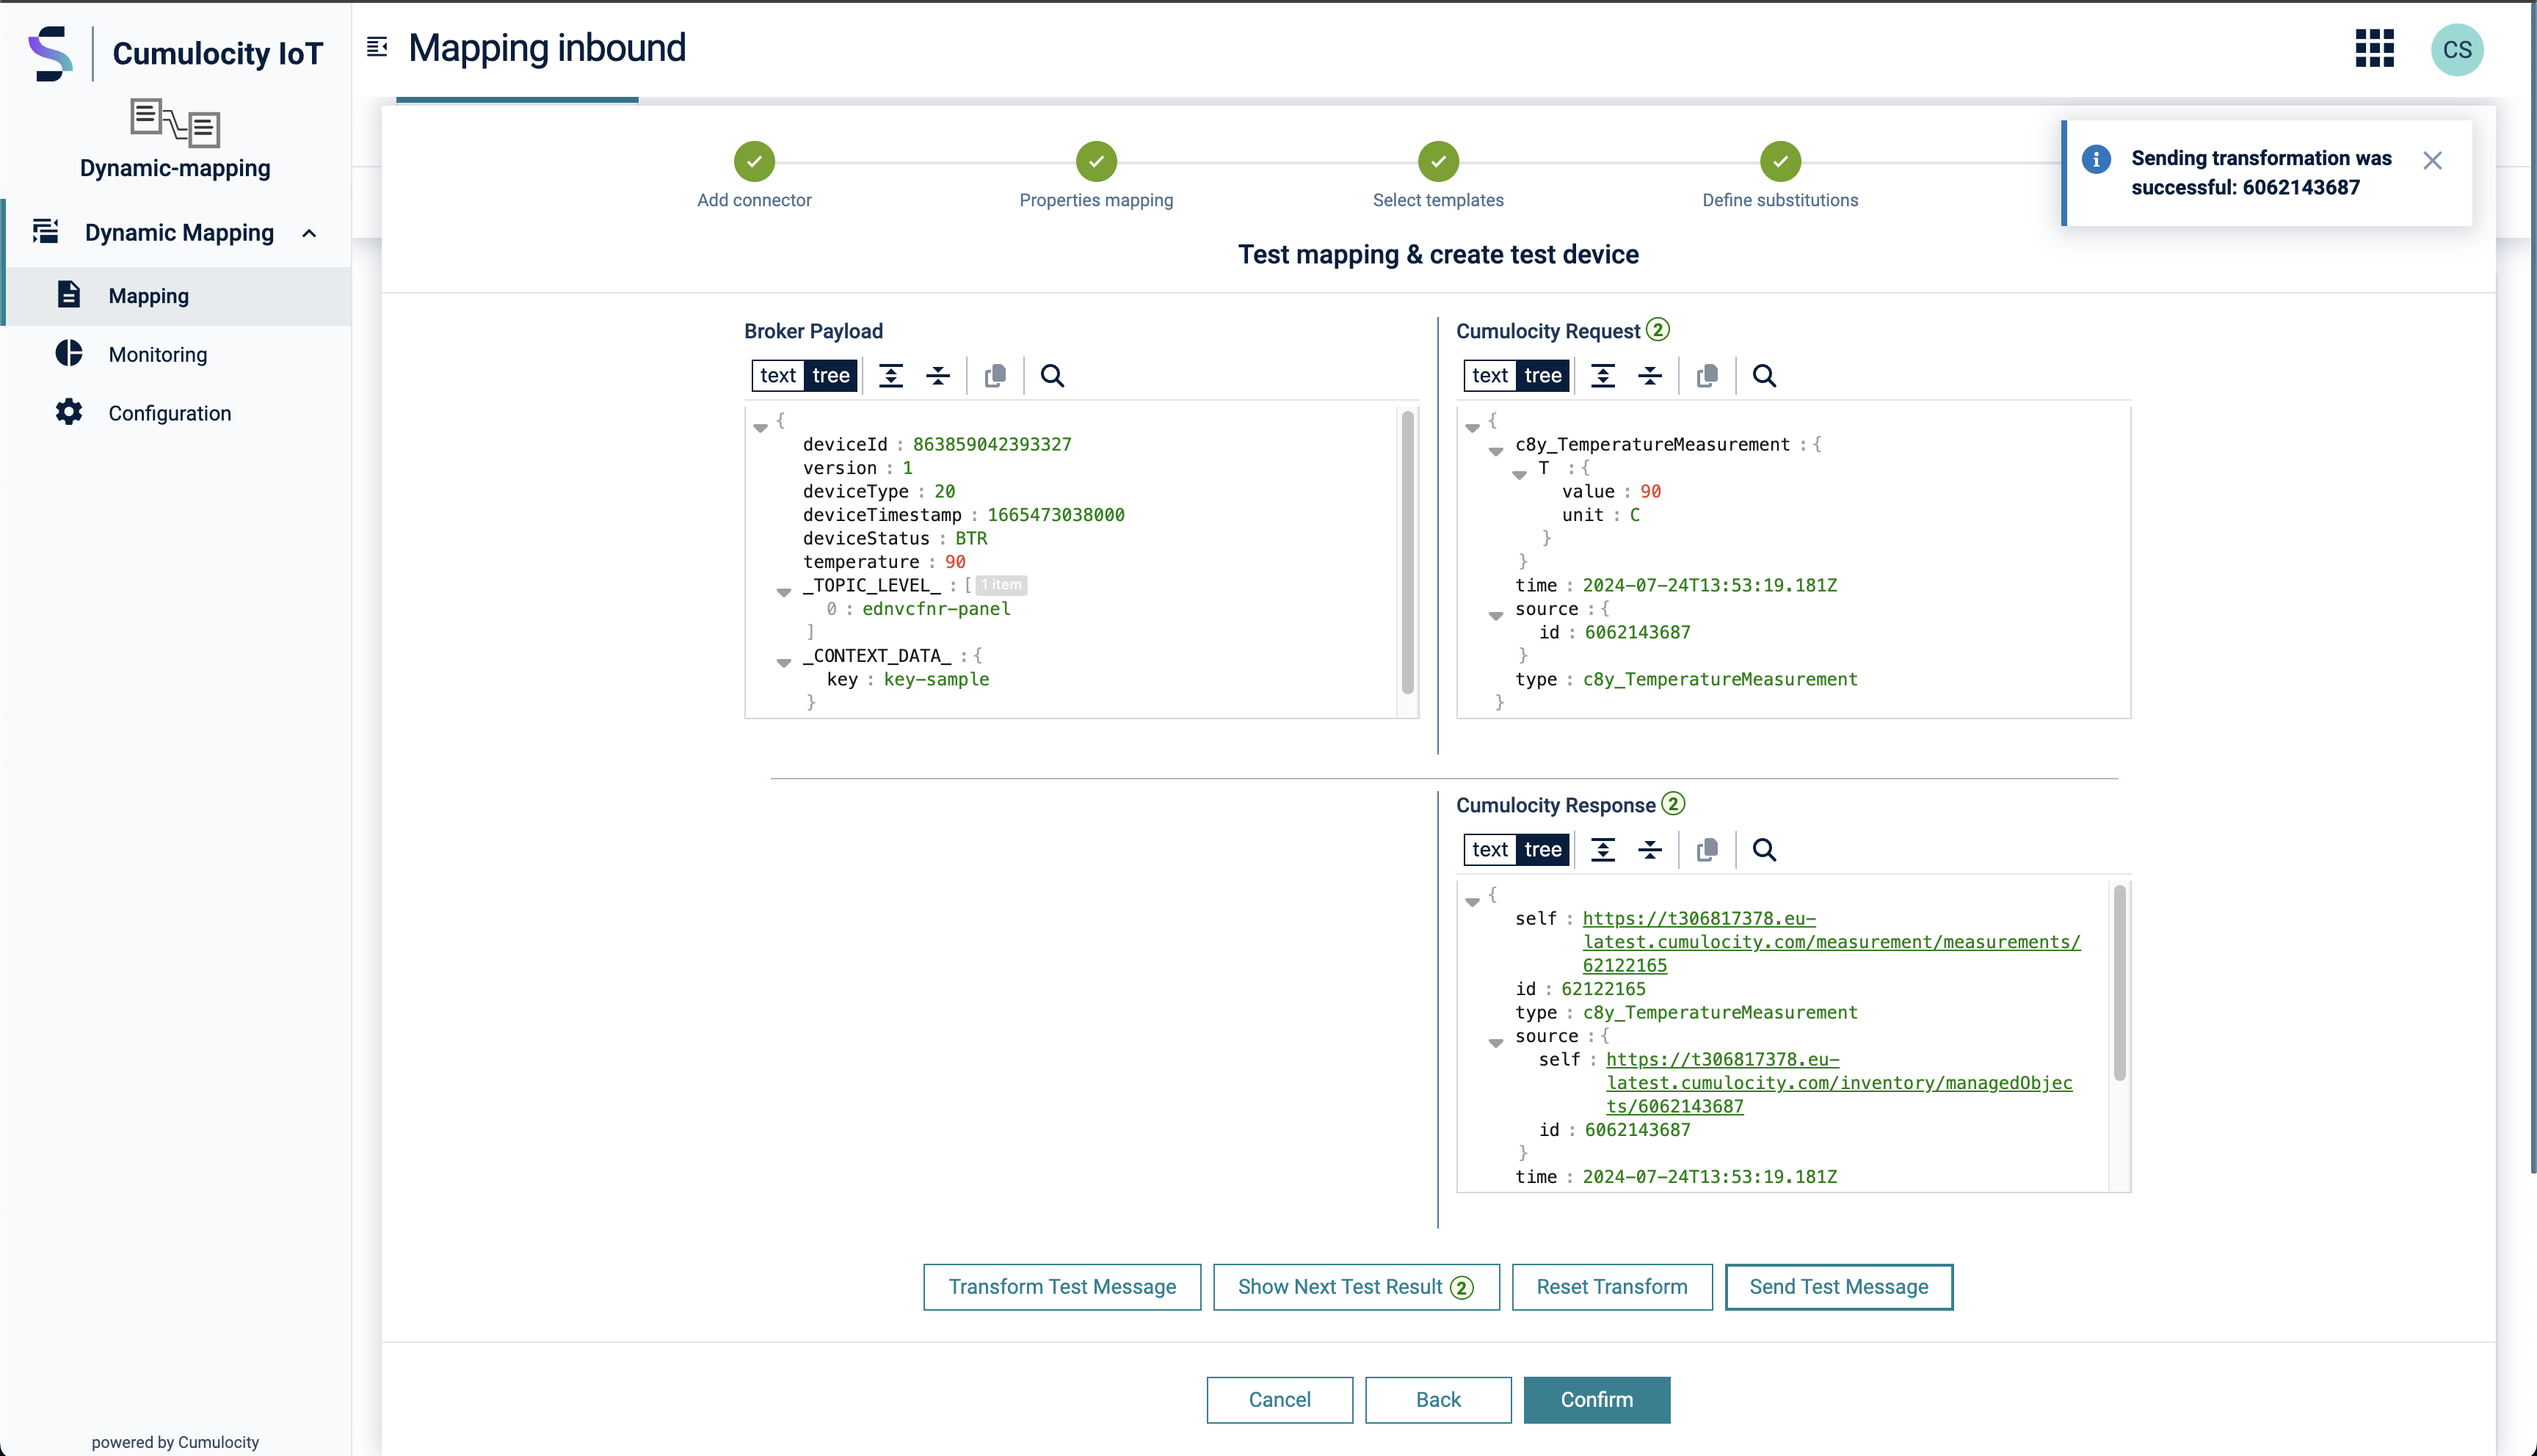 Cumulocity IoT
Dynamic-mapping
Dynamic Mapping
Mapping
Monitoring
Configuration
powered by Cumulocity
Mapping inbound
CS
Add connector
Properties mapping
Select templates
Define substitutions
Sending transformation was
successful: 6062143687
Test mapping & create test device
Broker Payload
text tree
{
deviceId : 863859042393327
version : 1
deviceType : 20
deviceTimestamp : 1665473038000
deviceStatus : BTR
temperature : 90
_TOPIC_LEVEL_ : [ 1 item
0 : ednvcfnr-panel
]
_CONTEXT_DATA_ : {
key : key-sample
}
Cumulocity Request 2
text tree
{
c8y_TemperatureMeasurement : {
T : {
value : 90
unit : C
}
}
time : 2024-07-24T13:53:19.181Z
source : {
id : 6062143687
}
type : c8y_TemperatureMeasurement
}
Cumulocity Response 2
text tree
{
self : https://t306817378.eu-
latest.cumulocity.com/measurement/measurements/
62122165
id : 62122165
type : c8y_TemperatureMeasurement
source : {
self : https://t306817378.eu-
latest.cumulocity.com/inventory/managedObjec
ts/6062143687
id : 6062143687
}
time : 2024-07-24T13:53:19.181Z
Transform Test Message
Show Next Test Result 2
Reset Transform
Send Test Message
Cancel
Back
Confirm